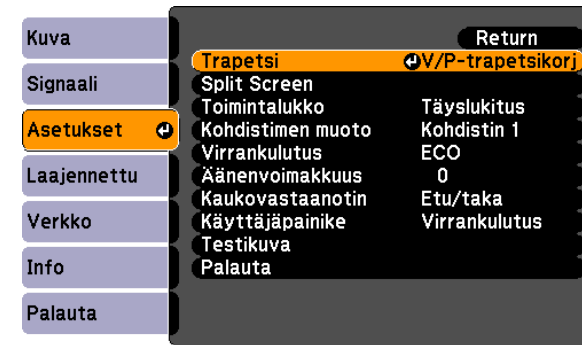 Kuva
Signaali
Asetukset
Laajennettu
Verkko
Info
Palauta
Return
Trapetsi V/P-trapetsikorj
Split Screen
Toimintalukko Täyslukitus
Kohdistimen muoto Kohdistin 1
Virrankulutus ECO
Äänenvoimakkuus 0
Kaukovastaanotin Etu/taka
Käyttäjäpainike Virrankulutus
Testikuva
Palauta